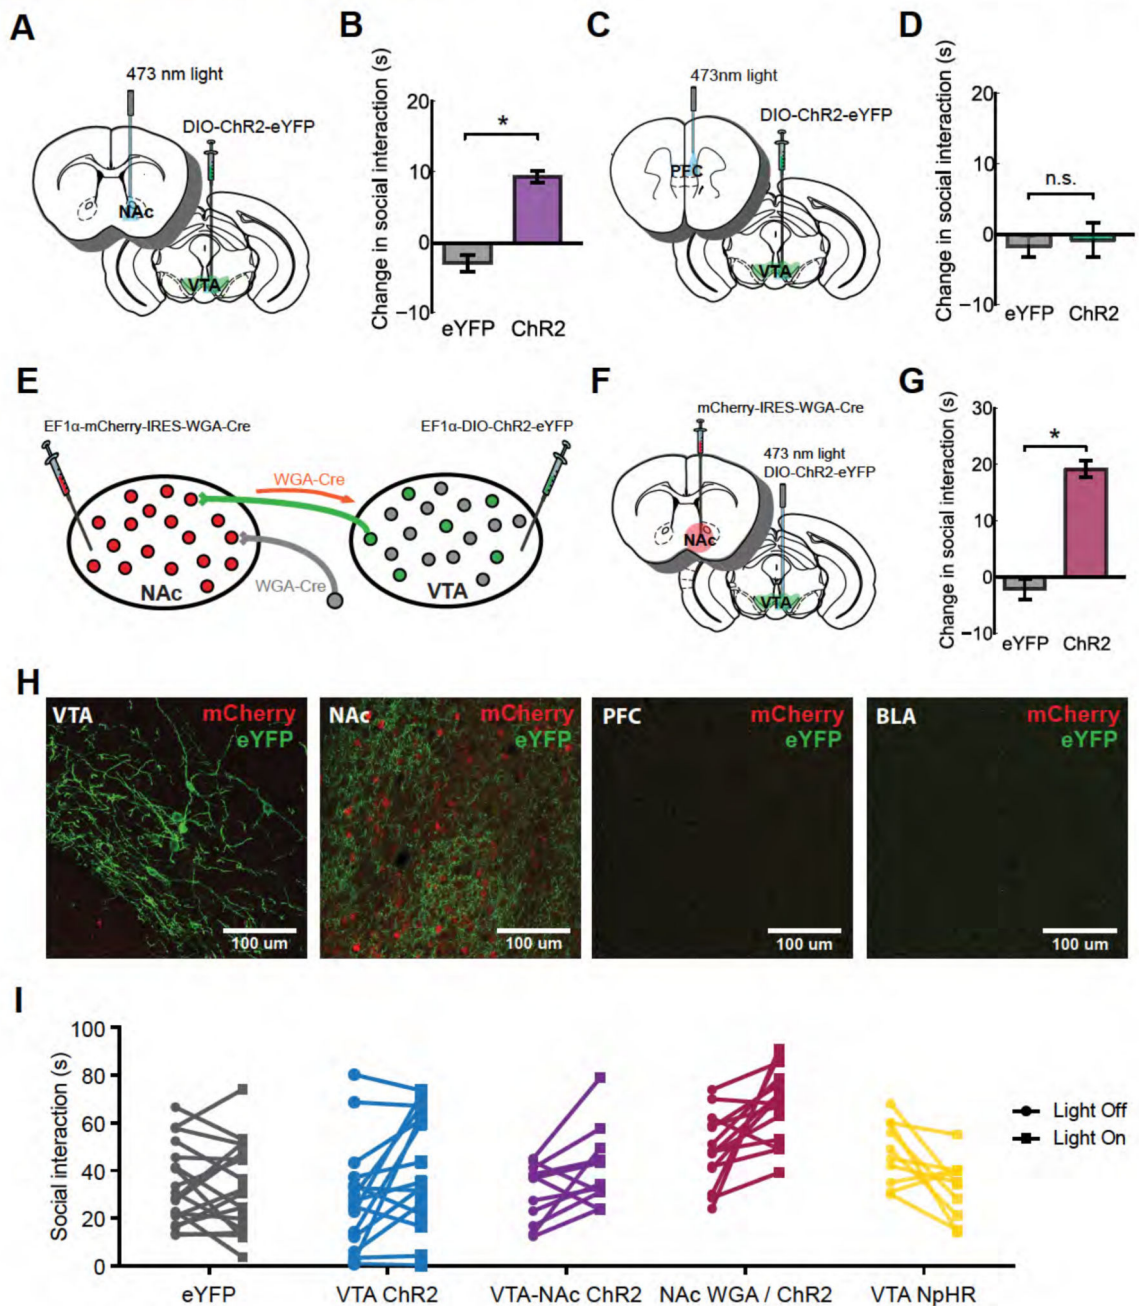 A
473 nm light
DIO-ChR2-eYFP
NAc
VTA
B
Change in social interaction (s)
20
10
0
−10
*
eYFP
ChR2
C
473nm light
DIO-ChR2-eYFP
PFC
VTA
D
Change in social interaction (s)
20
10
0
−10
n.s.
eYFP
ChR2
E
EF1α-mCherry-IRES-WGA-Cre
EF1α-DIO-ChR2-eYFP
WGA-Cre
WGA-Cre
NAc
VTA
F
mCherry-IRES-WGA-Cre
473 nm light
DIO-ChR2-eYFP
NAc
VTA
G
Change in social interaction (s)
30
20
10
0
−10
*
eYFP
ChR2
H
VTA
mCherry
eYFP
100 um
NAc
mCherry
eYFP
100 um
PFC
mCherry
eYFP
100 um
BLA
mCherry
eYFP
100 um
I
Social interaction (s)
100
80
60
40
20
0
eYFP
VTA ChR2
VTA-NAc ChR2
NAc WGA / ChR2
VTA NpHR
Light Off
Light On